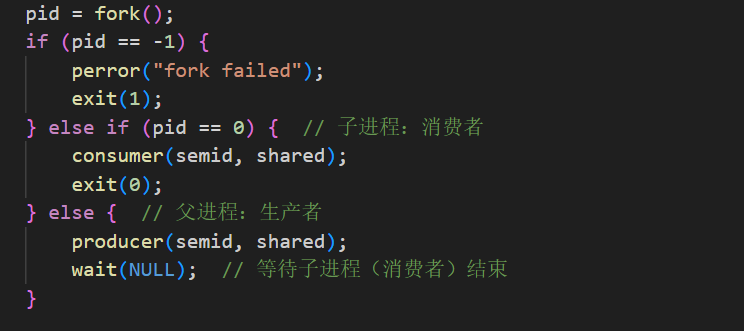 pid = fork();
if (pid == -1) {
    perror("fork failed");
    exit(1);
} else if (pid == 0) {  // 子进程：消费者
    consumer(semid, shared);
    exit(0);
} else {  // 父进程：生产者
    producer(semid, shared);
    wait(NULL);  // 等待子进程（消费者）结束
}